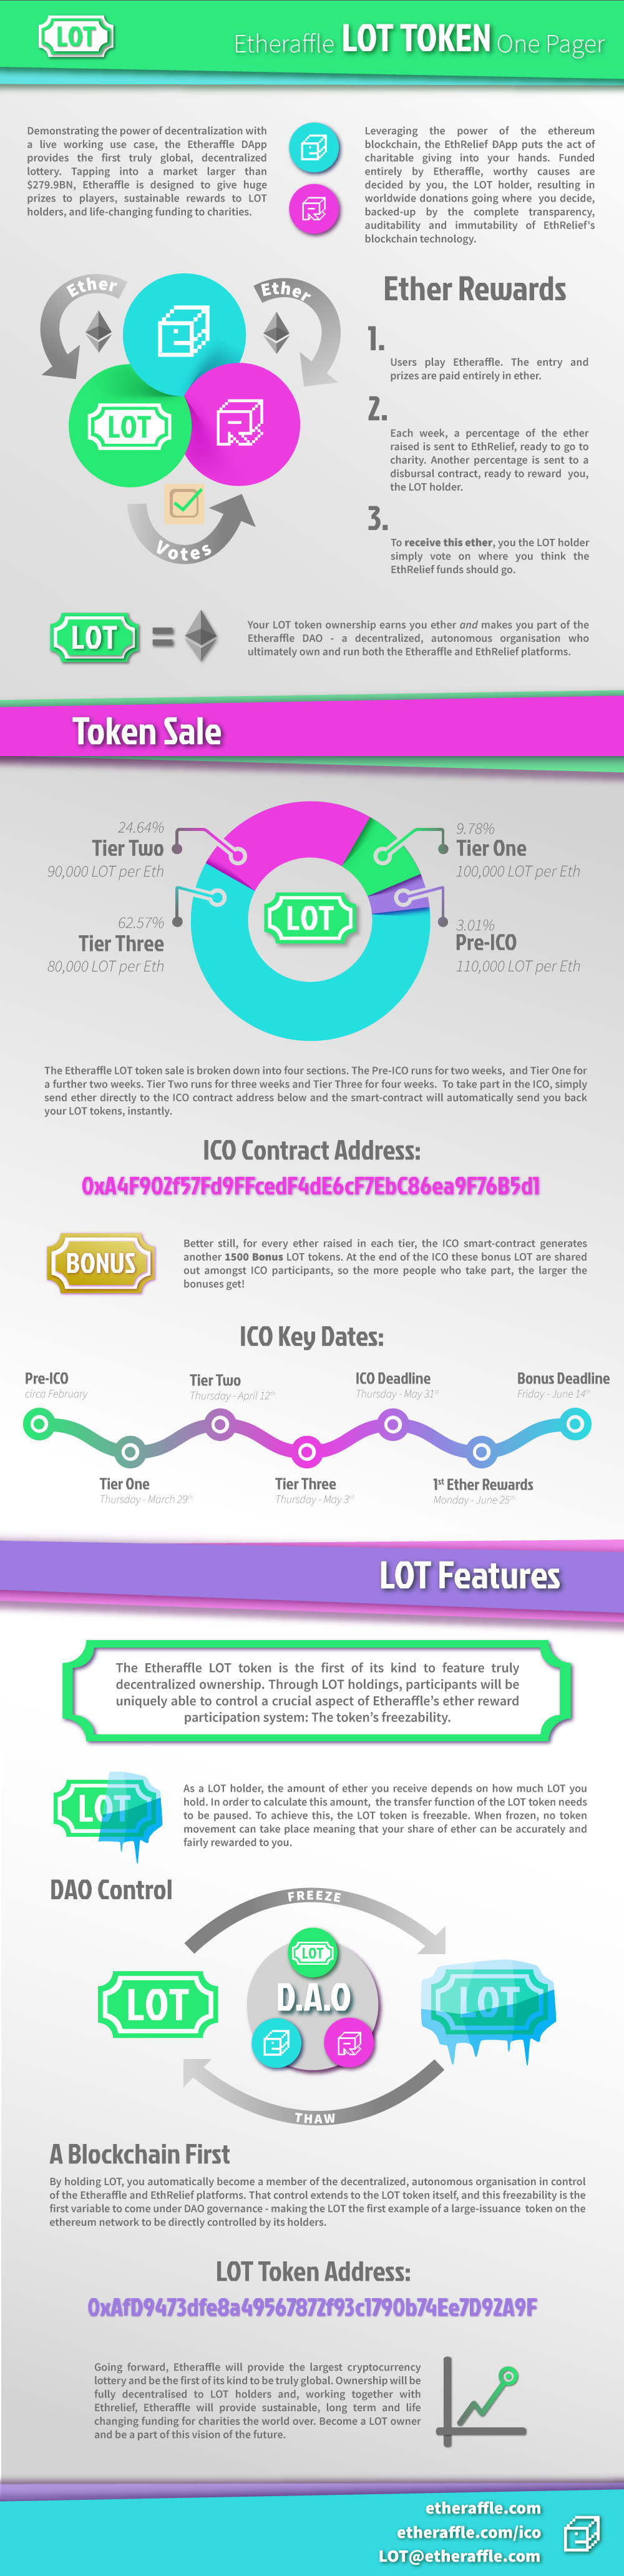 LOT
Etheraffle LOT TOKEN One Pager
Demonstrating the power of decentralization with
a live working use case, the Etheraffle ÐApp
provides the first truly global, decentralized
lottery. Tapping into a market larger than
$279.9BN, Etheraffle is designed to give huge
prizes to players, sustainable rewards to LOT
holders, and life-changing funding to charities.
Leveraging the power of the ethereum
blockchain, the EthRelief ÐApp puts the act of
charitable giving into your hands. Funded
entirely by Etheraffle, worthy causes are
decided by you, the LOT holder, resulting in
worldwide donations going where you decide,
backed-up by the complete transparency,
auditability and immutability of EthRelief's
blockchain technology.
Ether
Ether
LOT
Votes
Ether Rewards
1.
Users play Etheraffle. The entry and
prizes are paid entirely in ether.
2.
Each week, a percentage of the ether
raised is sent to EthRelief, ready to go to
charity. Another percentage is sent to a
disbursal contract, ready to reward you,
the LOT holder.
3.
To receive this ether, you the LOT holder
simply vote on where you think the
EthRelief funds should go.
LOT =
Your LOT token ownership earns you ether and makes you part of the
Etheraffle DAO - a decentralized, autonomous organisation who
ultimately own and run both the Etheraffle and EthRelief platforms.
Token Sale
24.64%
Tier Two
90,000 LOT per Eth
9.78%
Tier One
100,000 LOT per Eth
LOT
62.57%
Tier Three
80,000 LOT per Eth
3.01%
Pre-ICO
110,000 LOT per Eth
The Etheraffle LOT token sale is broken down into four sections. The Pre-ICO runs for two weeks, and Tier One for
a further two weeks. Tier Two runs for three weeks and Tier Three for four weeks. To take part in the ICO, simply
send ether directly to the ICO contract address below and the smart-contract will automatically send you back
your LOT tokens, instantly.
ICO Contract Address:
0xA4F902f57Fd9FFcedF4dE6cF7EbC86ea9F76B5d1
BONUS
Better still, for every ether raised in each tier, the ICO smart-contract generates
another 1500 Bonus LOT tokens. At the end of the ICO these bonus LOT are shared
out amongst ICO participants, so the more people who take part, the larger the
bonuses get!
ICO Key Dates:
Pre-ICO
circa February
Tier Two
Thursday - April 12th
ICO Deadline
Thursday - May 31st
Bonus Deadline
Friday - June 14th
Tier One
Thursday - March 29th
Tier Three
Thursday - May 3rd
1st Ether Rewards
Monday - June 25th
LOT Features
The Etheraffle LOT token is the first of its kind to feature truly
decentralized ownership. Through LOT holdings, participants will be
uniquely able to control a crucial aspect of Etheraffle's ether reward
participation system: The token's freezability.
LOT
As a LOT holder, the amount of ether you receive depends on how much LOT you
hold. In order to calculate this amount, the transfer function of the LOT token needs
to be paused. To achieve this, the LOT token is freezable. When frozen, no token
movement can take place meaning that your share of ether can be accurately and
fairly rewarded to you.
DAO Control
FREEZE
LOT
LOT
D.A.O
LOT
THAW
A Blockchain First
By holding LOT, you automatically become a member of the decentralized, autonomous organisation in control
of the Etheraffle and EthRelief platforms. That control extends to the LOT token itself, and this freezability is the
first variable to come under DAO governance - making the LOT the first example of a large-issuance token on the
ethereum network to be directly controlled by its holders.
LOT Token Address:
0xAfD9473dfe8a49567872f93c1790b74Ee7D92A9F
Going forward, Etheraffle will provide the largest cryptocurrency
lottery and be the first of its kind to be truly global. Ownership will be
fully decentralised to LOT holders and, working together with
Ethrelief, Etheraffle will provide sustainable, long term and life
changing funding for charities the world over. Become a LOT owner
and be a part of this vision of the future.
etheraffle.com
etheraffle.com/ico
LOT@etheraffle.com